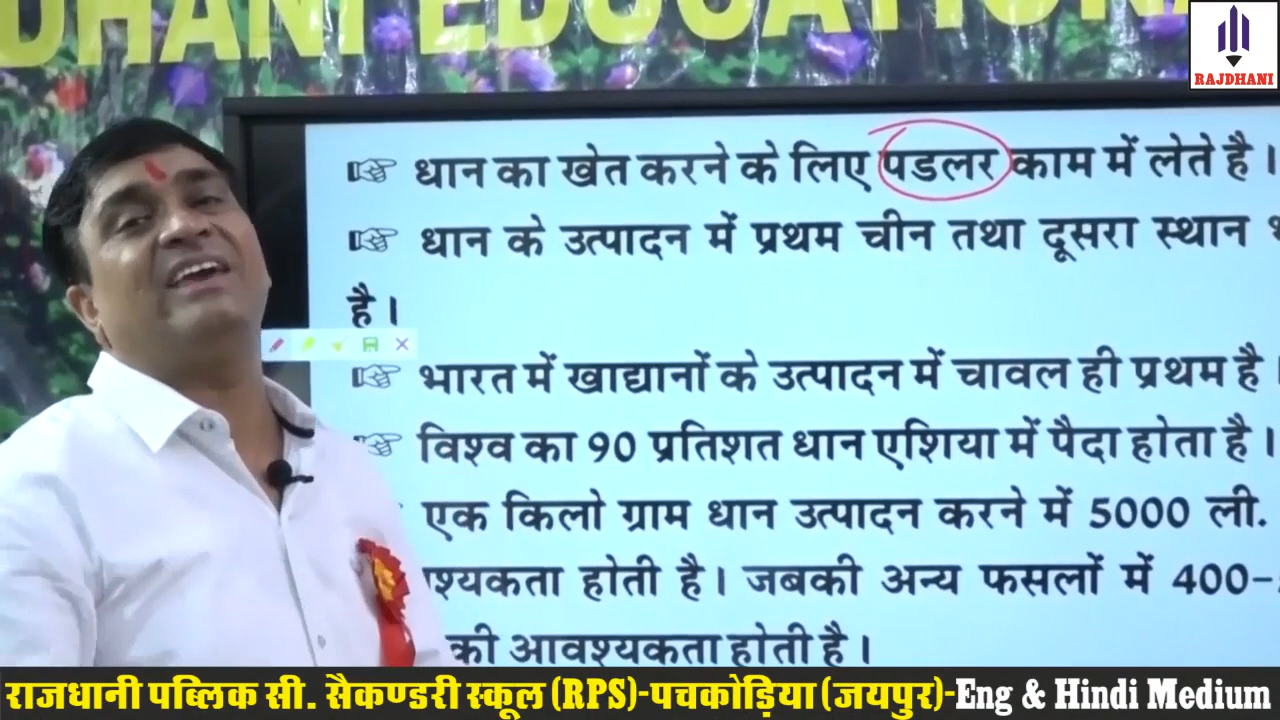 DHANI EDUCATION
RAJDHANI
धान का खेत करने के लिए पडलर काम में लेते है ।
धान के उत्पादन में प्रथम चीन तथा दूसरा स्थान
है ।
भारत में खाद्यानों के उत्पादन में चावल ही प्रथम है ।
विश्व का 90 प्रतिशत धान एशिया में पैदा होता है ।
एक किलो ग्राम धान उत्पादन करने में 5000 ली.
श्यकता होती है । जबकी अन्य फसलों में 400-
की आवश्यकता होती है ।
राजधानी पब्लिक सी. सैकण्डरी स्कूल (RPS)-पचकोड़िया (जयपुर)-Eng & Hindi Medium